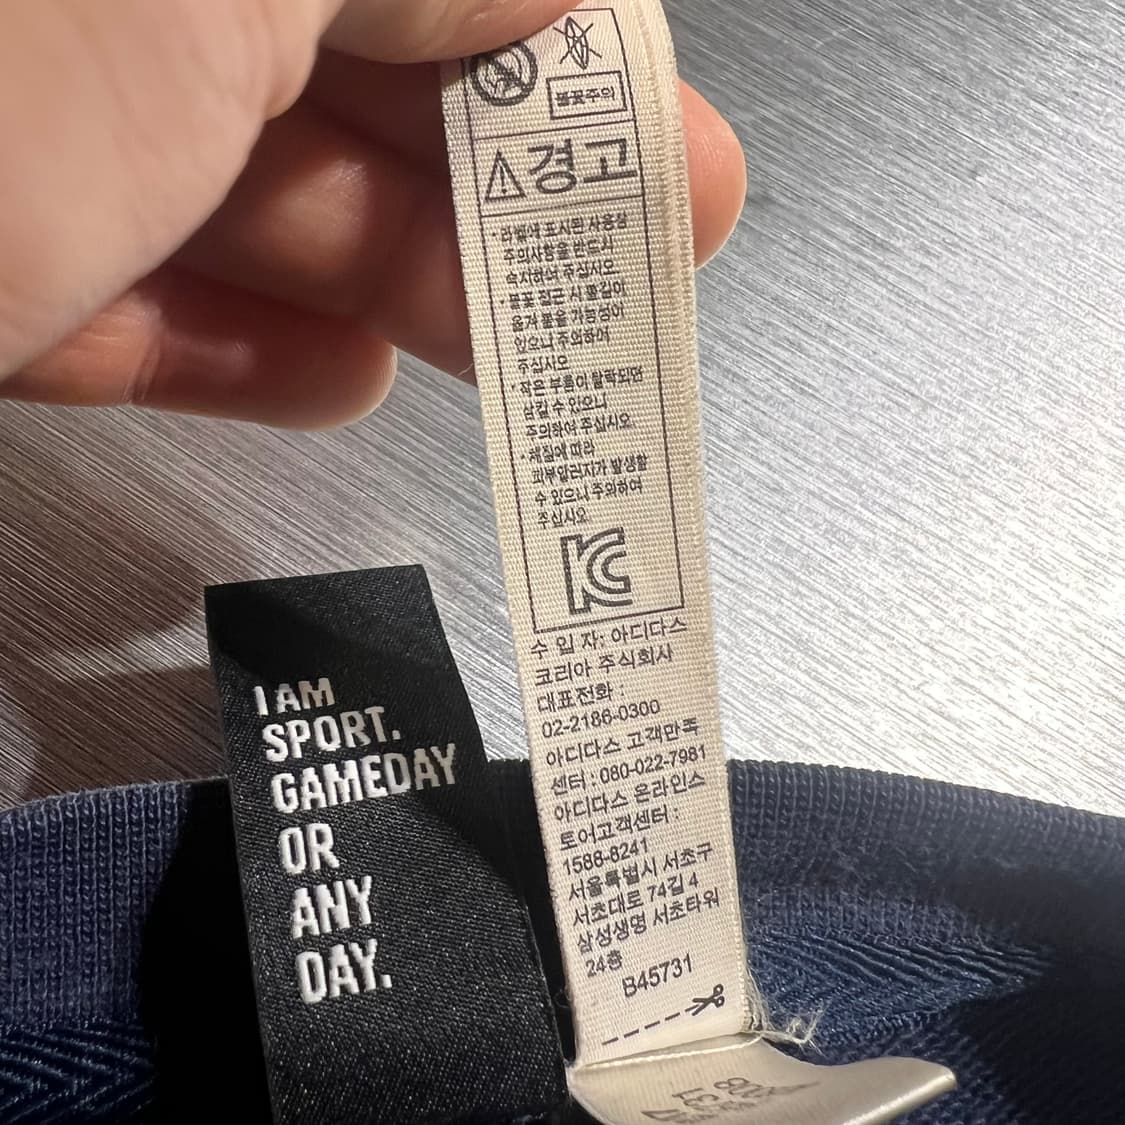 불꽃주의
경고
· 라벨에 표시된 사용상
주의사항을 반드시
숙지하여 주십시오
· 불꽃 접근 시 불길이
옮겨 붙을 가능성이
있으니 주의하여
주십시오
· 작은 부품이 탈락되면
삼킬 수 있으니
주의하여 주십시오
· 체질에 따라
피부알러지가 발생할
수 있으니 주의하여
주십시오
KC
수 입 자: 아디다스
코리아 주식회사
대표전화 :
02-2186-0300
아디다스 고객만족
센터 : 080-022-7981
아디다스 온라인스
토어고객센터 :
1588-8241
서울특별시 서초구
서초대로 74길 4
삼성생명 서초타워
24층
B45731
I AM
SPORT.
GAMEDAY
OR
ANY
DAY.